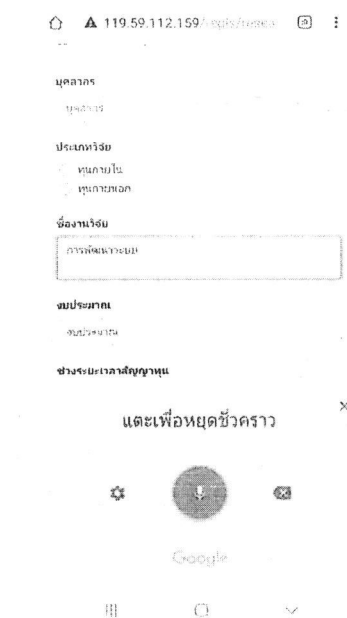 119.59.112.159/
บุคลากร
บุคลากร
ประเภทวิจัย
ทุนภายใน
ทุนภายนอก
ชื่องานวิจัย
การพัฒนาระบบ
งบประมาณ
งบประมาณ
ช่วงระยะเวลาสัญญาทุน
แตะเพื่อหยุดชั่วคราว
Google